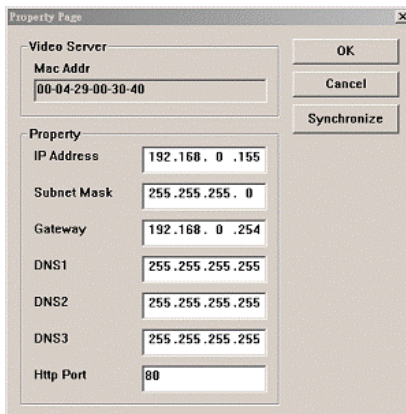 Property Page
Video Server
Mac Addr
00-04-29-00-30-40
OK
Cancel
Synchronize
Property
IP Address 192.168. 0 .155
Subnet Mask 255.255.255. 0
Gateway 192.168. 0 .254
DNS1 255.255.255.255
DNS2 255.255.255.255
DNS3 255.255.255.255
Http Port 80